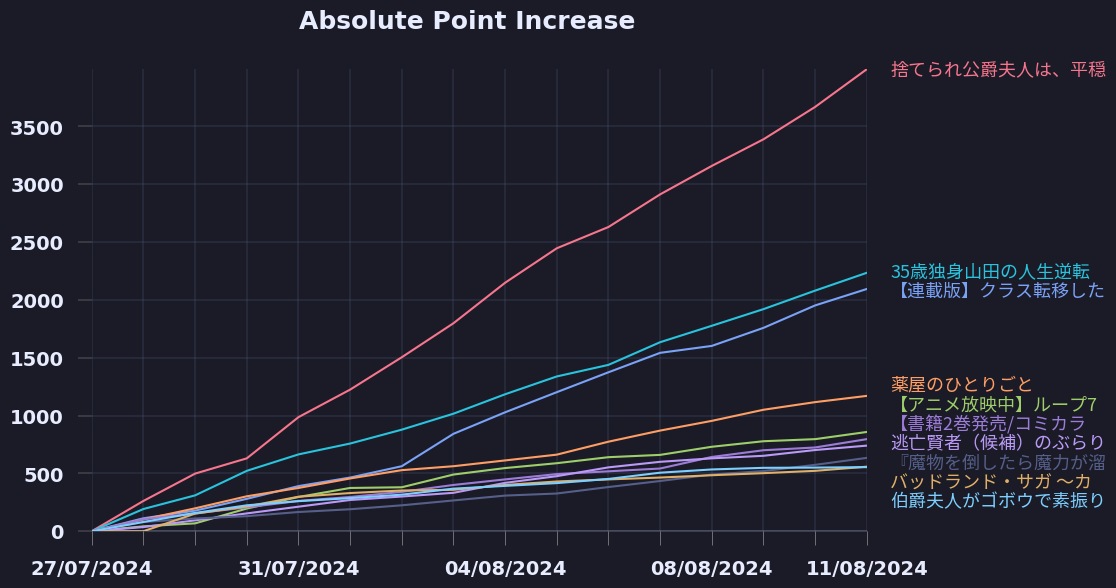 Absolute Point Increase
捨てられ公爵夫人は、平穏
3500
3000
2500
35歳独身山田の人生逆転
【連載版】クラス転移した
2000
1500
薬屋のひとりごと
【アニメ放映中】ループ7
【書籍2巻発売/コミカラ
1000
逃亡賢者（候補）のぶらり
『魔物を倒したら魔力が溜
500
バッドランド・サガ ～カ
伯爵夫人がゴボウで素振り
0
27/07/2024
31/07/2024
04/08/2024
08/08/2024
11/08/2024